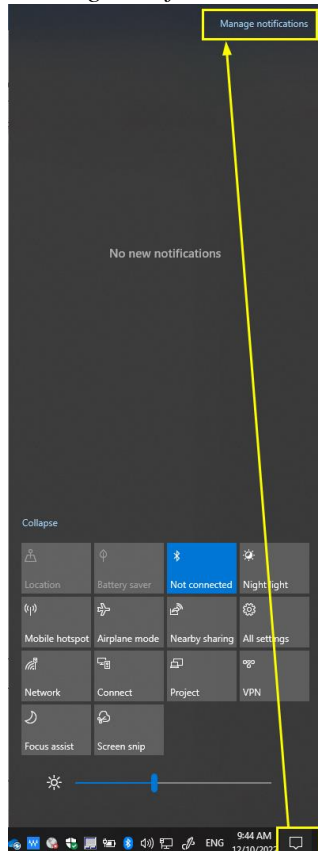 Manage notifications
No new notifications
Collapse
Location Battery saver Not connected Night light
Mobile hotspot Airplane mode Nearby sharing All settings
Network Connect Project VPN
Focus assist Screen snip
9:44 AM
ENG